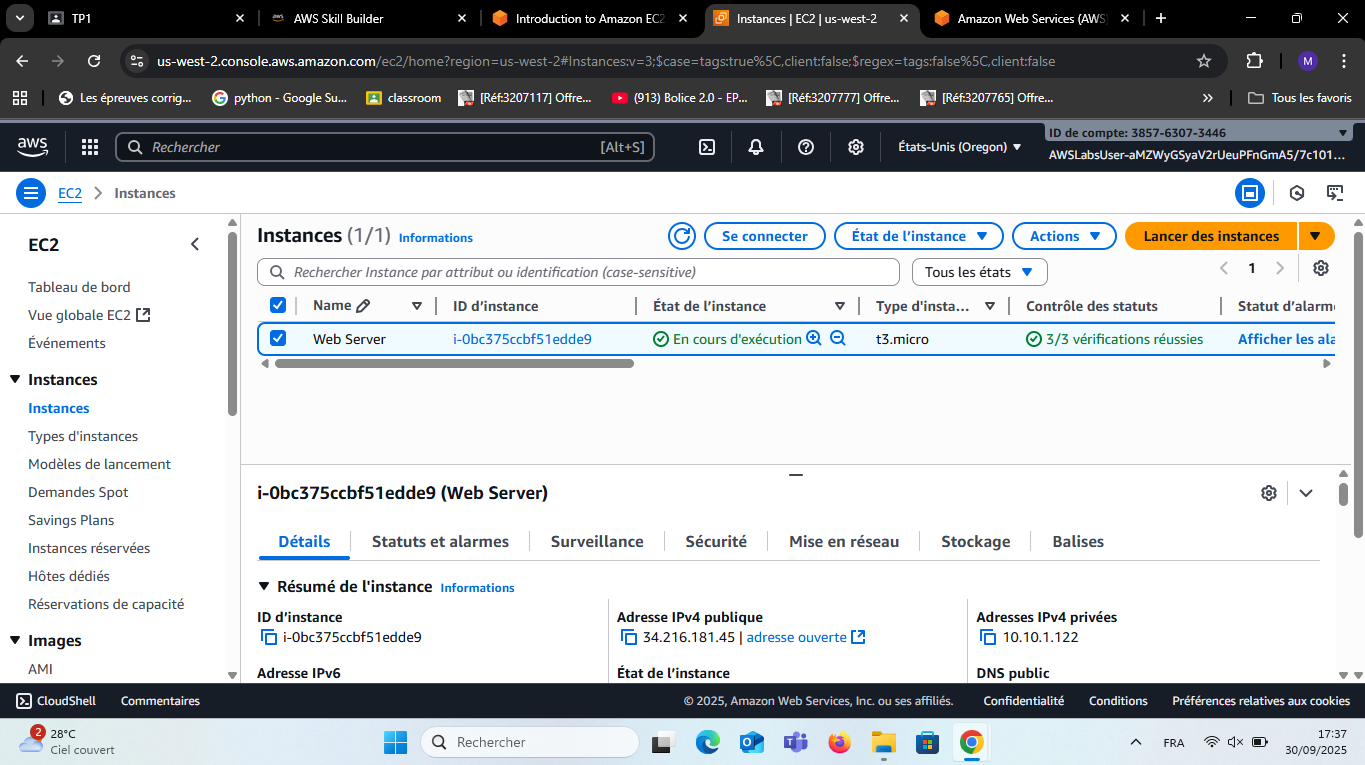 TP1
AWS Skill Builder
Introduction to Amazon EC2
Instances | EC2 | us-west-2
Amazon Web Services (AWS)
us-west-2.console.aws.amazon.com/ec2/home?region=us-west-2#Instances:v=3;$case=tags:true%5C,client:false;$regex=tags:false%5C,client:false
M
Les épreuves corrig...
python - Google Su...
classroom
[Réf:3207117] Offre...
(913) Bolice 2.0 - EP...
[Réf:3207777] Offre...
[Réf:3207765] Offre...
»
Tous les favoris
aws
Rechercher
[Alt+S]
États-Unis (Oregon)
ID de compte: 3857-6307-3446
AWSLabsUser-aMZWyGSyaV2rUeuPFnGmA5/7c101...
EC2
Instances
EC2
Tableau de bord
Vue globale EC2
Événements
Instances
Instances
Types d'instances
Modèles de lancement
Demandes Spot
Savings Plans
Instances réservées
Hôtes dédiés
Réservations de capacité
Images
AMI
Instances (1/1) Informations
Se connecter
État de l'instance
Actions
Lancer des instances
Rechercher Instance par attribut ou identification (case-sensitive)
Tous les états
1
Name
ID d'instance
État de l'instance
Type d'insta...
Contrôle des statuts
Statut d'alarme
Web Server
i-0bc375ccbf51edde9
En cours d'exécution
t3.micro
3/3 vérifications réussies
Afficher les ala
i-0bc375ccbf51edde9 (Web Server)
Détails
Statuts et alarmes
Surveillance
Sécurité
Mise en réseau
Stockage
Balises
Résumé de l'instance Informations
ID d'instance
i-0bc375ccbf51edde9
Adresse IPv4 publique
34.216.181.45 | adresse ouverte
Adresses IPv4 privées
10.10.1.122
Adresse IPv6
État de l'instance
DNS public
CloudShell
Commentaires
© 2025, Amazon Web Services, Inc. ou ses affiliés.
Confidentialité
Conditions
Préférences relatives aux cookies
2
28°C
Ciel couvert
Rechercher
FRA
17:37
30/09/2025